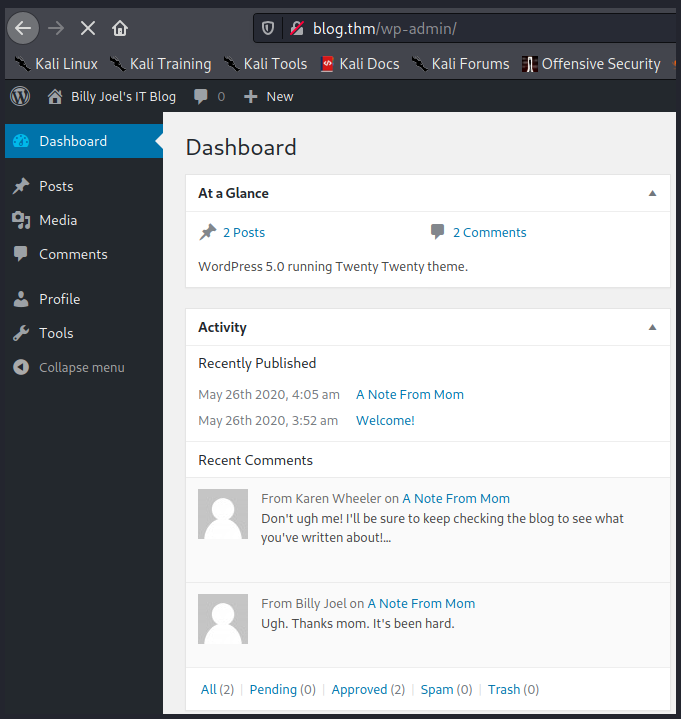 blog.thm/wp-admin/
Kali Linux Kali Training Kali Tools Kali Docs Kali Forums Offensive Security
Billy Joel's IT Blog 0 New
Dashboard
Posts
Media
Comments
Profile
Tools
Collapse menu
Dashboard
At a Glance
2 Posts 2 Comments
WordPress 5.0 running Twenty Twenty theme.
Activity
Recently Published
May 26th 2020, 4:05 am A Note From Mom
May 26th 2020, 3:52 am Welcome!
Recent Comments
From Karen Wheeler on A Note From Mom
Don't ugh me! I'll be sure to keep checking the blog to see what
you've written about!...
From Billy Joel on A Note From Mom
Ugh. Thanks mom. It's been hard.
All (2) | Pending (0) | Approved (2) | Spam (0) | Trash (0)